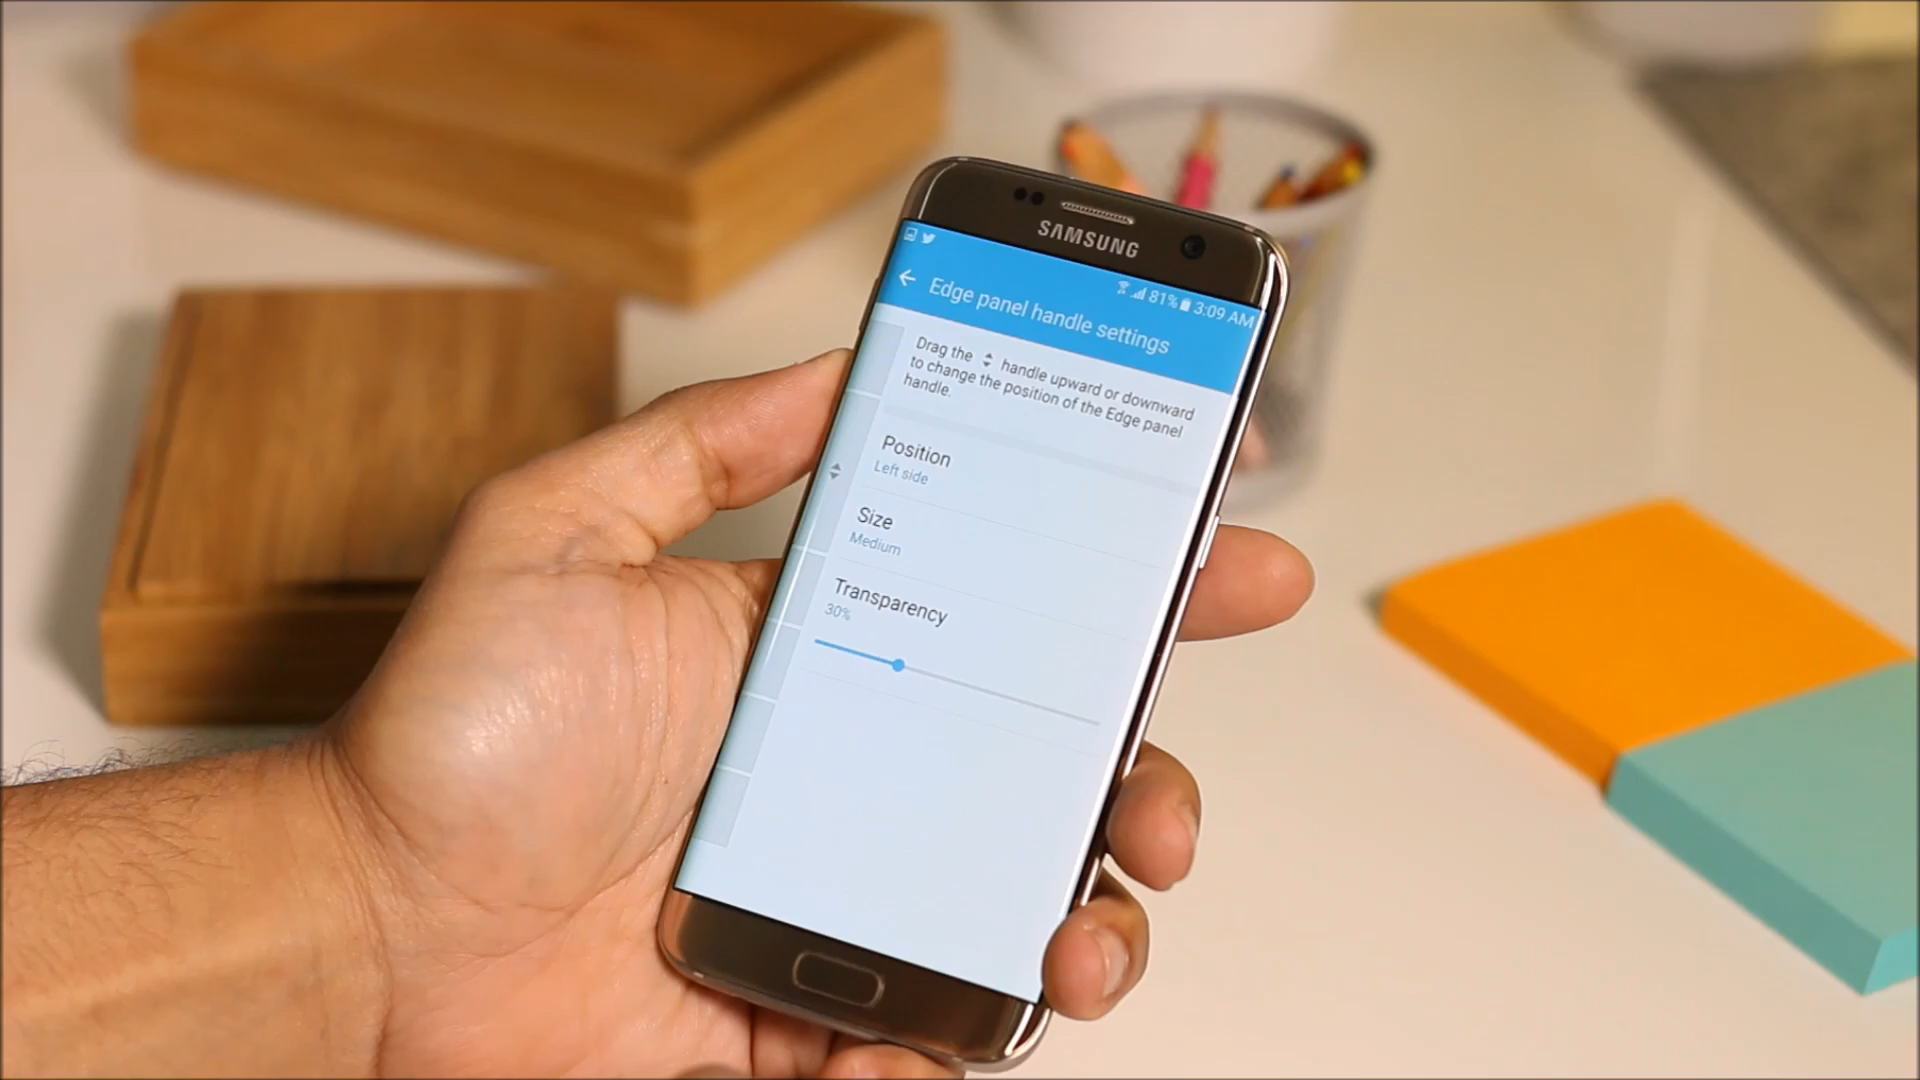 SAMSUNG
81% 3:09 AM
Edge panel handle settings
Drag the handle upward or downward
to change the position of the Edge panel
handle.
Position
Left side
Size
Medium
Transparency
30%